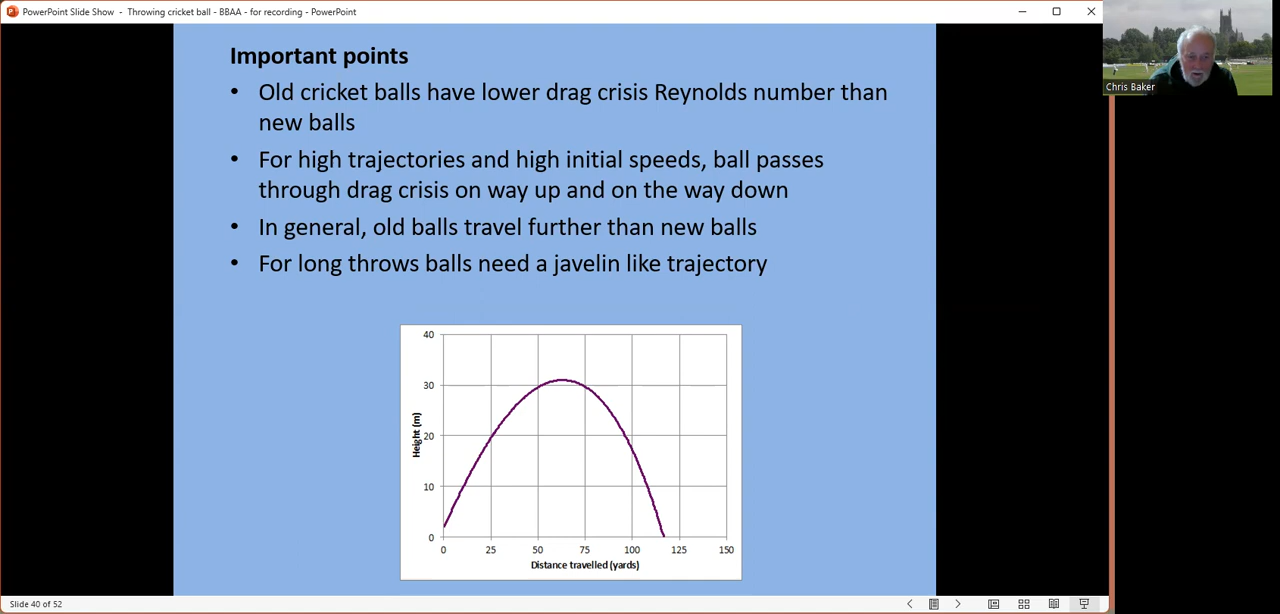 PowerPoint Slide Show - Throwing cricket ball - BBAA - for recording - PowerPoint
Chris Baker
Important points
• Old cricket balls have lower drag crisis Reynolds number than
new balls
• For high trajectories and high initial speeds, ball passes
through drag crisis on way up and on the way down
• In general, old balls travel further than new balls
• For long throws balls need a javelin like trajectory
40
30
20
10
0
Height (m)
0 25 50 75 100 125 150
Distance travelled (yards)
Slide 40 of 52